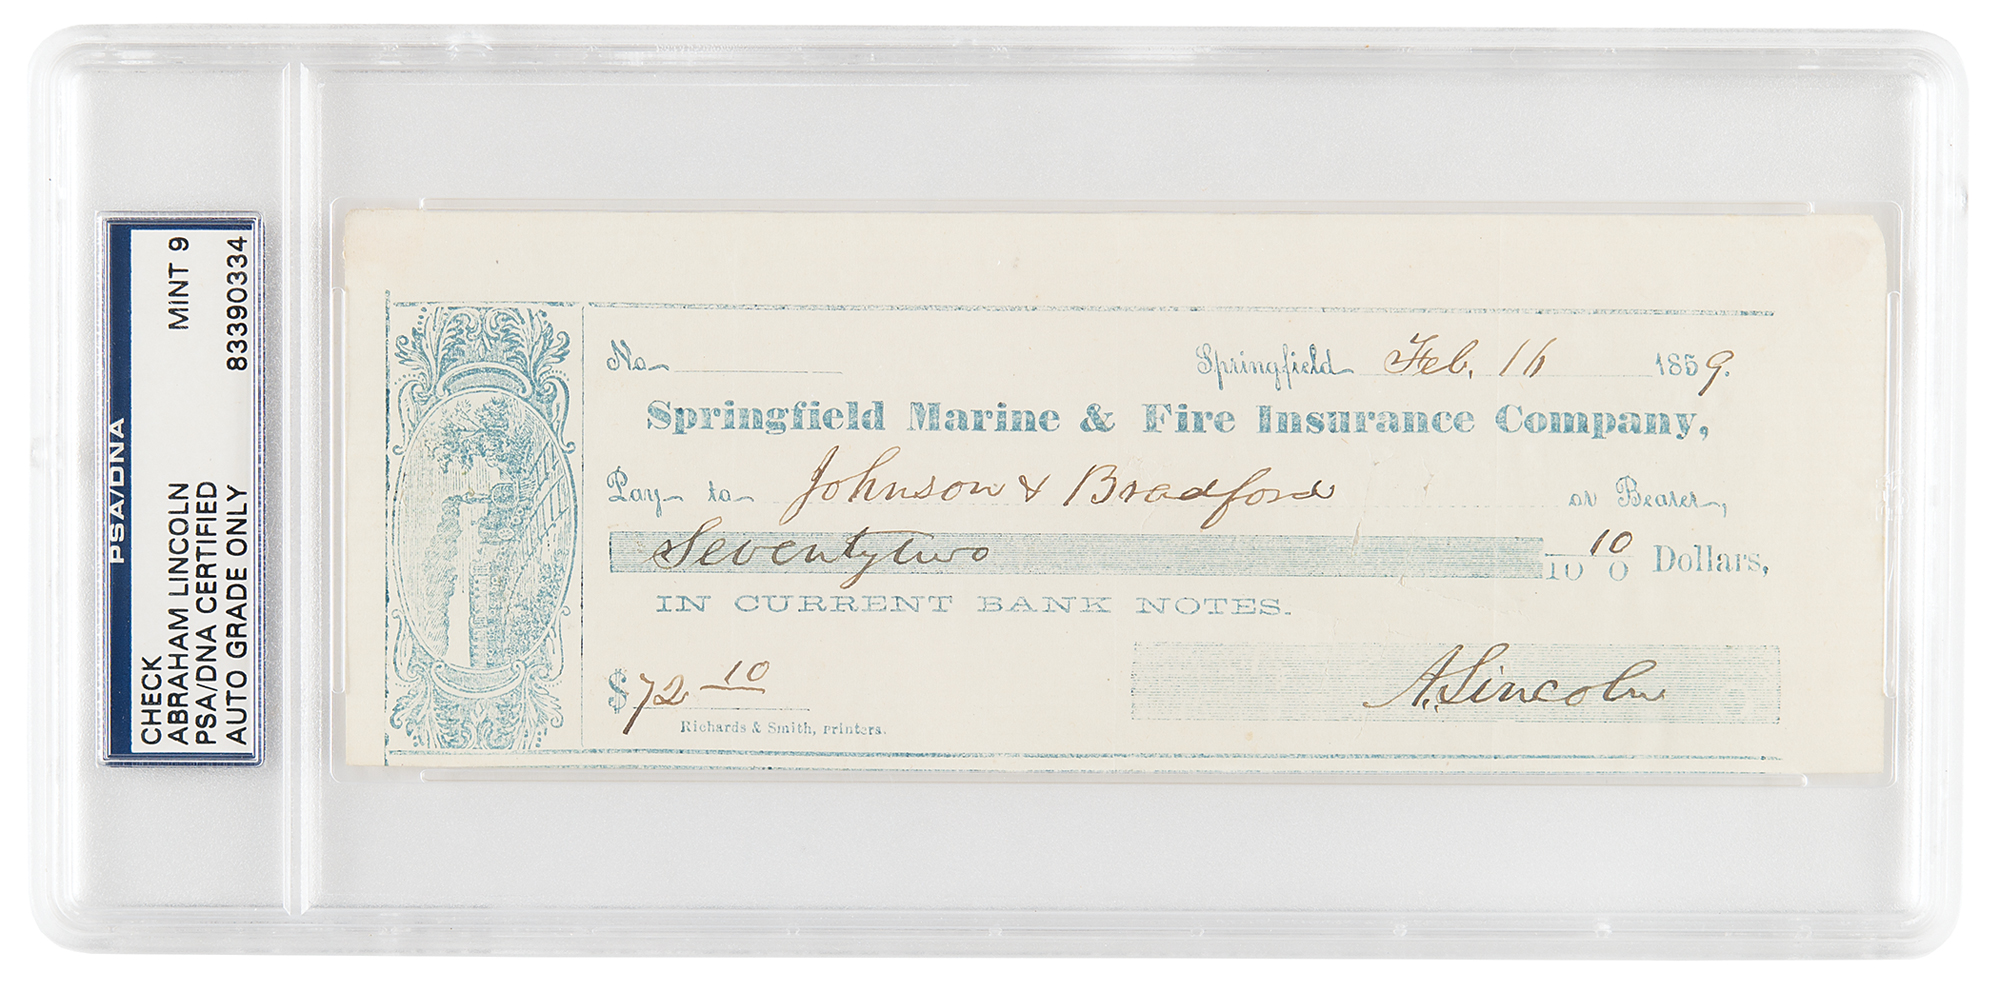 PSA/DNA
CHECK MINT 9
ABRAHAM LINCOLN
PSA/DNA CERTIFIED
AUTO GRADE ONLY 83390334
No. Springfield Feb. 16 1859.
Springfield Marine & Fire Insurance Company,
Pay to Johnson & Bradford or Bearer,
Seventy two 10/100 Dollars,
IN CURRENT BANK NOTES.
$72 10
A. Lincoln
Richards & Smith, printers.